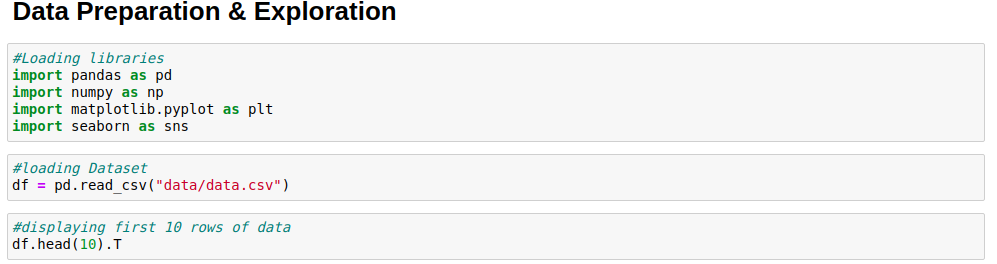 Data Preparation & Exploration
#Loading libraries
import pandas as pd
import numpy as np
import matplotlib.pyplot as plt
import seaborn as sns
#loading Dataset
df = pd.read_csv("data/data.csv")
#displaying first 10 rows of data
df.head(10).T